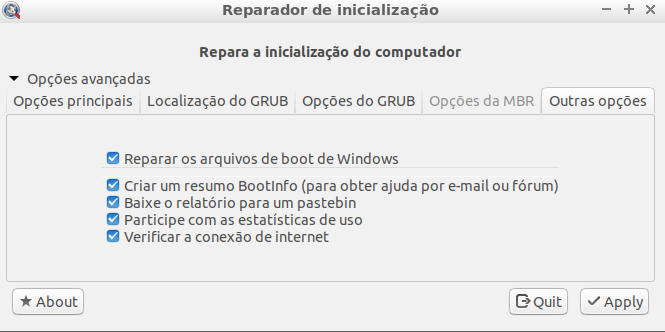 Reparador de inicialização
Repara a inicialização do computador
Opções avançadas
Opções principais Localização do GRUB Opções do GRUB Opções da MBR Outras opções
Reparar os arquivos de boot de Windows
Criar um resumo BootInfo (para obter ajuda por e-mail ou fórum)
Baixe o relatório para um pastebin
Participe com as estatísticas de uso
Verificar a conexão de internet
About Quit Apply